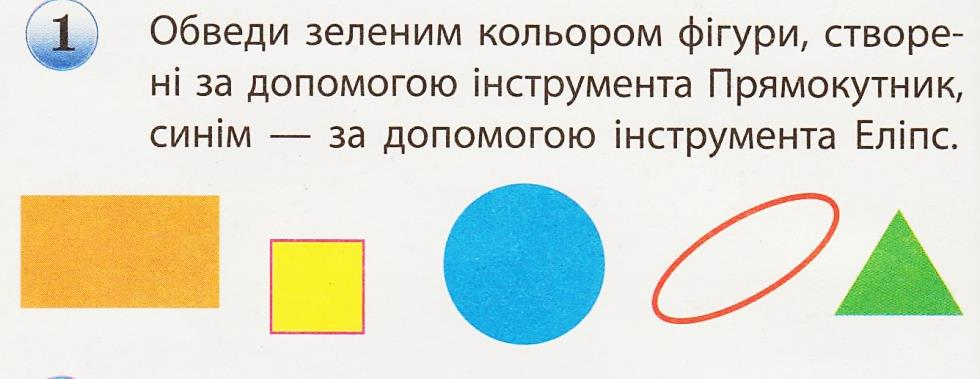 1 Обведи зеленим кольором фігури, створе-
ні за допомогою інструмента Прямокутник,
синім — за допомогою інструмента Еліпс.